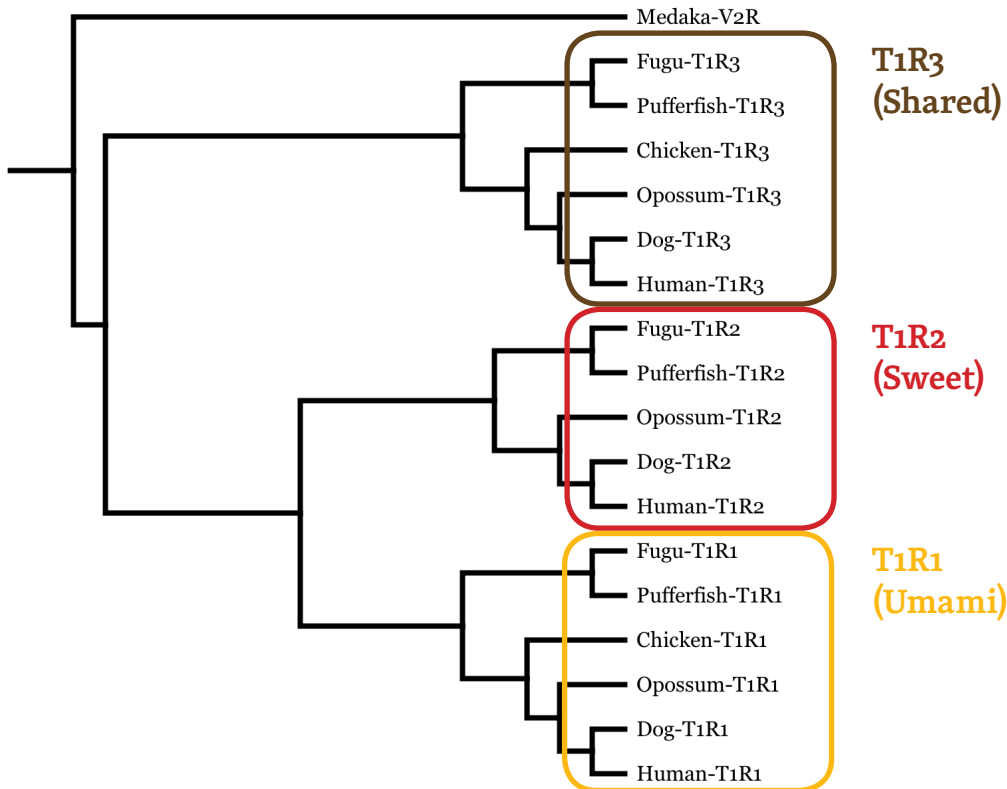 Medaka-V2R
Fugu-T1R3
Pufferfish-T1R3
Chicken-T1R3
Opossum-T1R3
Dog-T1R3
Human-T1R3
T1R3
(Shared)
Fugu-T1R2
Pufferfish-T1R2
Opossum-T1R2
Dog-T1R2
Human-T1R2
T1R2
(Sweet)
Fugu-T1R1
Pufferfish-T1R1
Chicken-T1R1
Opossum-T1R1
Dog-T1R1
Human-T1R1
T1R1
(Umami)